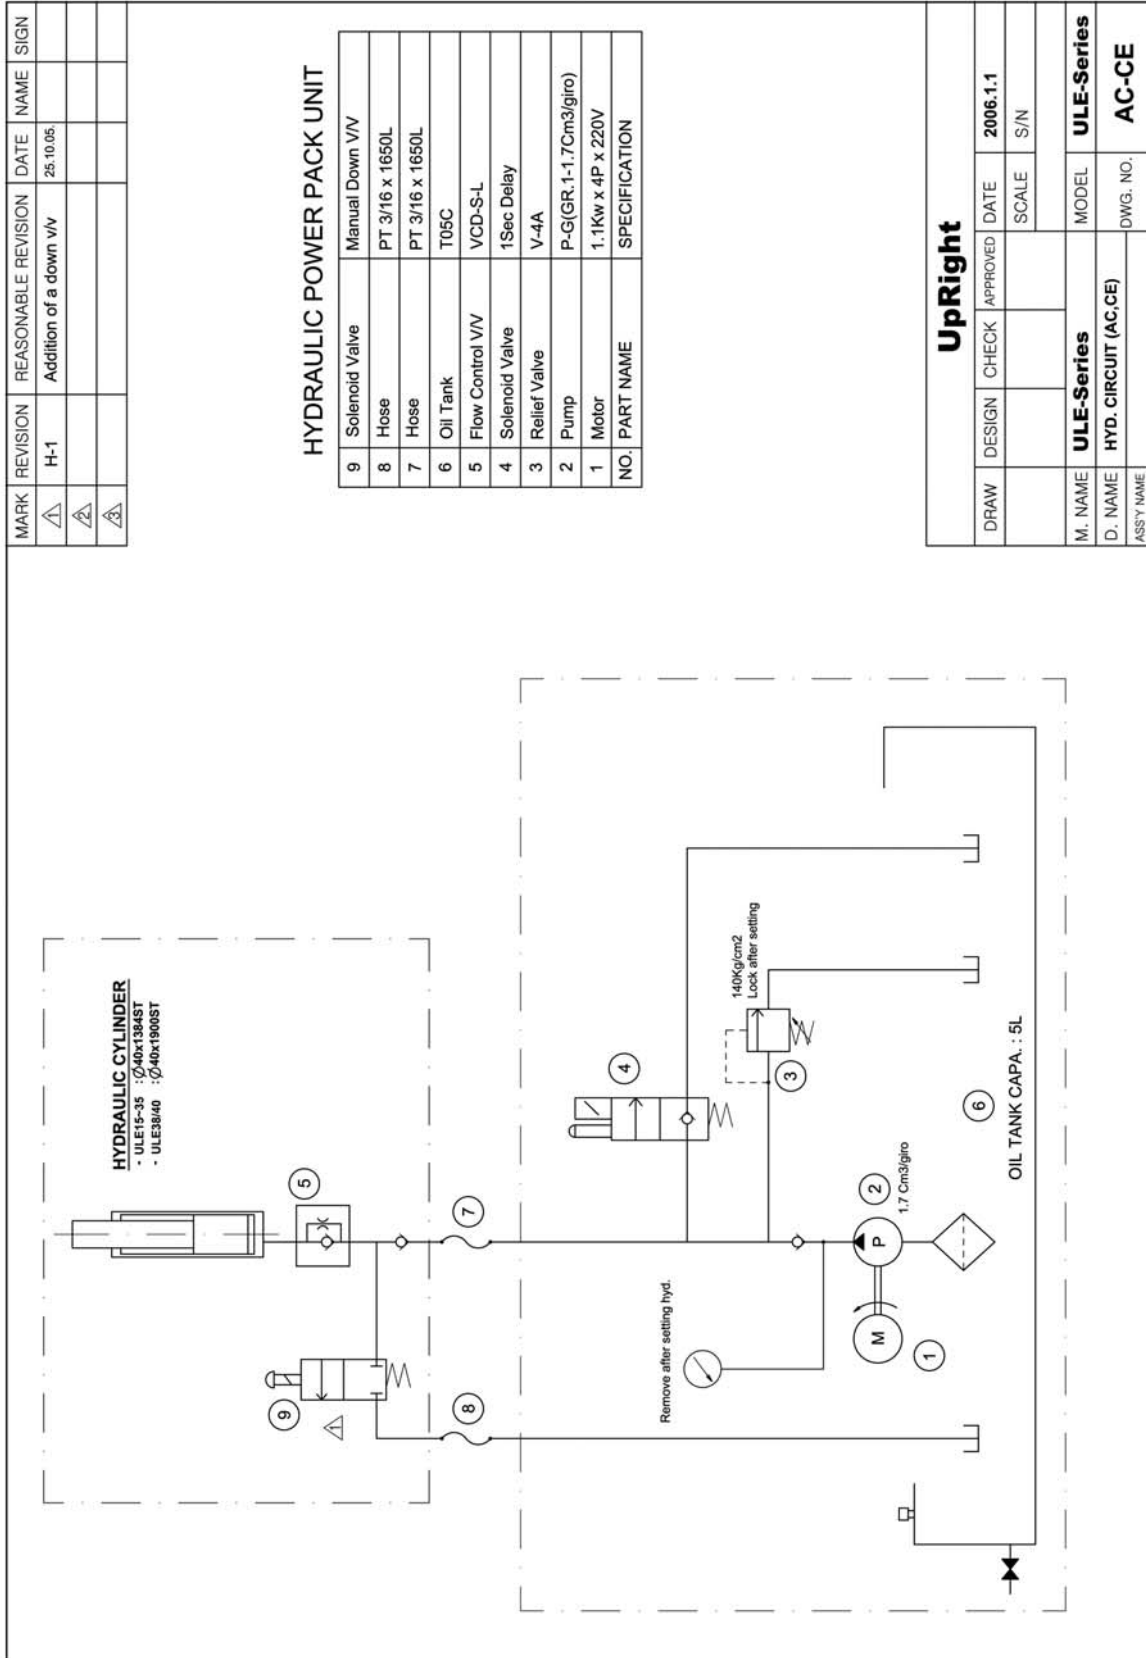 MARK REVISION REASONABLE REVISION DATE NAME SIGN
1 H-1 Addition of a down v/v 25.10.05.
2
3
HYDRAULIC POWER PACK UNIT
9 Solenoid Valve Manual Down V/V
8 Hose PT 3/16 x 1650L
7 Hose PT 3/16 x 1650L
6 Oil Tank T05C
5 Flow Control V/V VCD-S-L
4 Solenoid Valve 1Sec Delay
3 Relief Valve V-4A
2 Pump P-G(GR.1-1.7Cm3/giro)
1 Motor 1.1Kw x 4P x 220V
NO. PART NAME SPECIFICATION
HYDRAULIC CYLINDER
- ULE15~35 :Ø40x1384ST
- ULE38/40 :Ø40x1900ST
5
9
1
7
8
4
140Kg/cm2
Lock after setting
3
Remove after setting hyd.
M
1
P
2
1.7 Cm3/giro
6
OIL TANK CAPA. : 5L
UpRight
DRAW DESIGN CHECK APPROVED DATE 2006.1.1
SCALE S/N
M. NAME ULE-Series MODEL ULE-Series
D. NAME HYD. CIRCUIT (AC,CE) DWG. NO. AC-CE
ASS'Y NAME